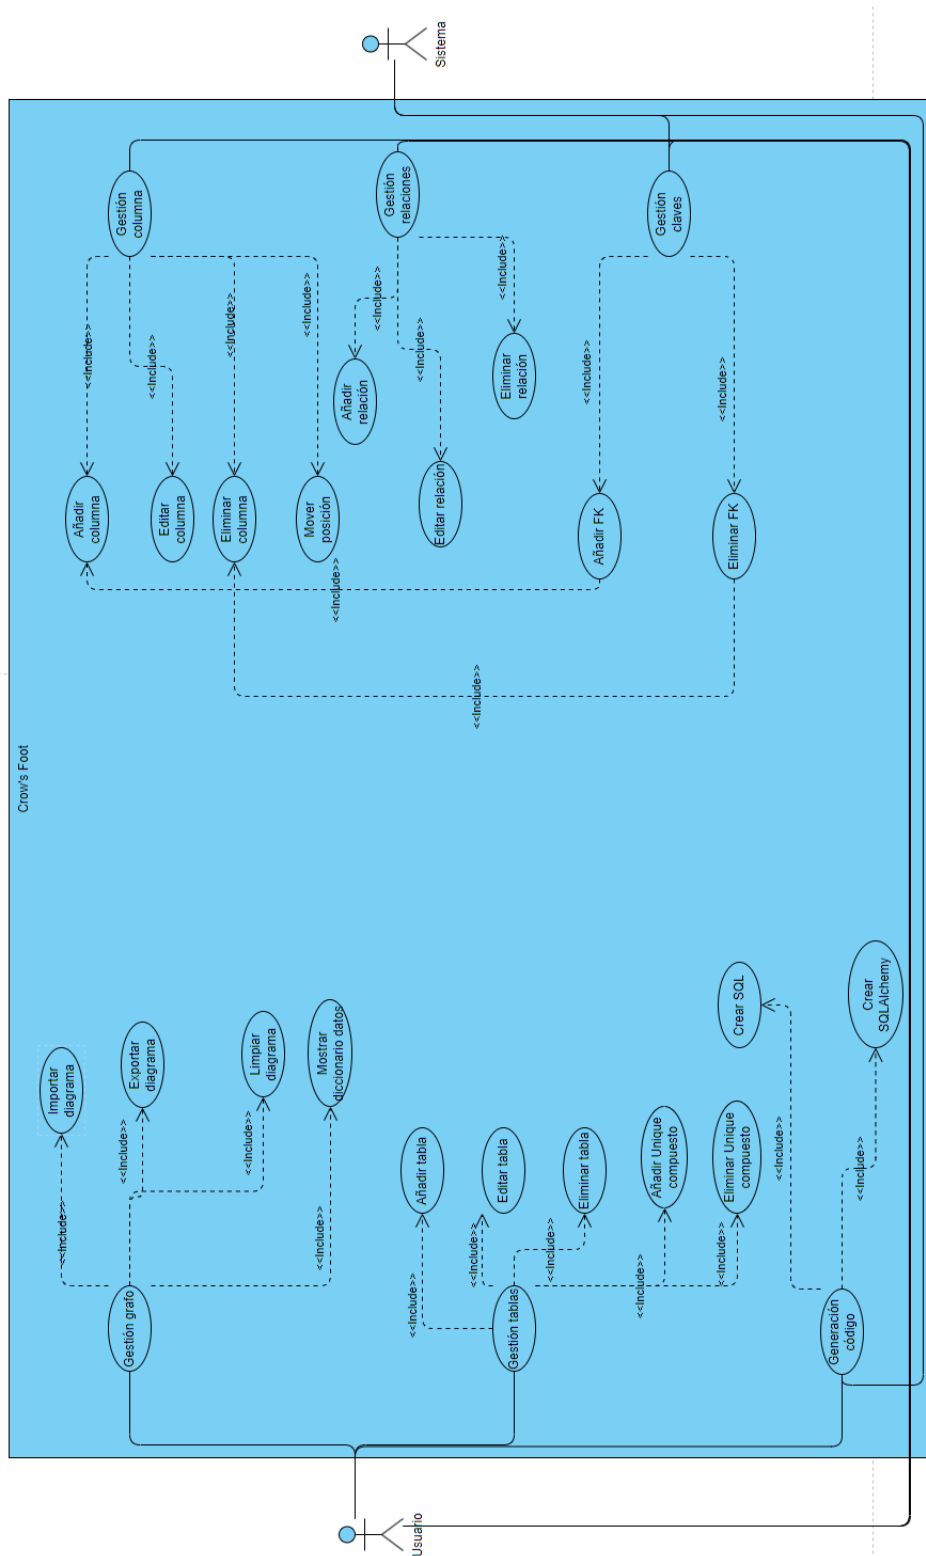 Crow's Foot
Usuario
Sistema
Gestión grafo
<<Include>>
<<Include>>
<<Include>>
<<Include>>
Importar
diagrama
Exportar
diagrama
Limpiar
diagrama
Mostrar
diccionario datos
Gestión tablas
<<Include>>
<<Include>>
<<Include>>
<<Include>>
<<Include>>
Añadir tabla
Editar tabla
Eliminar tabla
Añadir Unique
compuesto
Eliminar Unique
compuesto
Generación
código
<<Include>>
<<Include>>
Crear SQL
Crear
SQLAlchemy
Gestión
columna
<<Include>>
<<Include>>
<<Include>>
<<Include>>
Añadir
columna
Editar
columna
Eliminar
columna
Mover
posición
Gestión
relaciones
<<Include>>
<<Include>>
<<Include>>
Añadir
relación
Editar relación
Eliminar
relación
Gestión
claves
<<Include>>
<<Include>>
Añadir FK
Eliminar FK
<<Include>>
<<Include>>